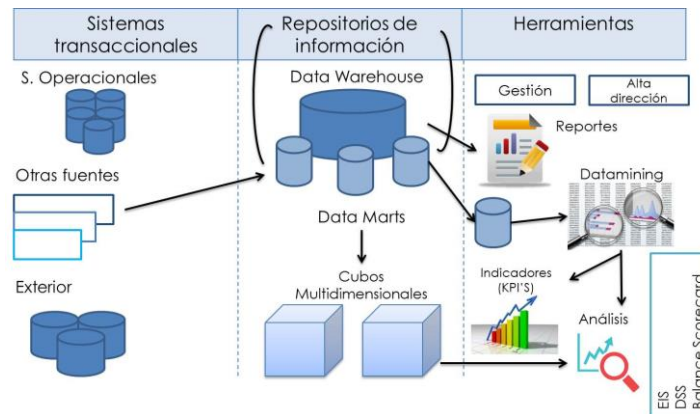 Sistemas
transaccionales
Repositorios de
información
Herramientas
S. Operacionales
Data Warehouse
Gestión
Alta
dirección
Reportes
Otras fuentes
Datamining
Data Marts
Exterior
Cubos
Multidimensionales
Indicadores
(KPI'S)
Análisis
EIS
DSS
Balance Scorecard